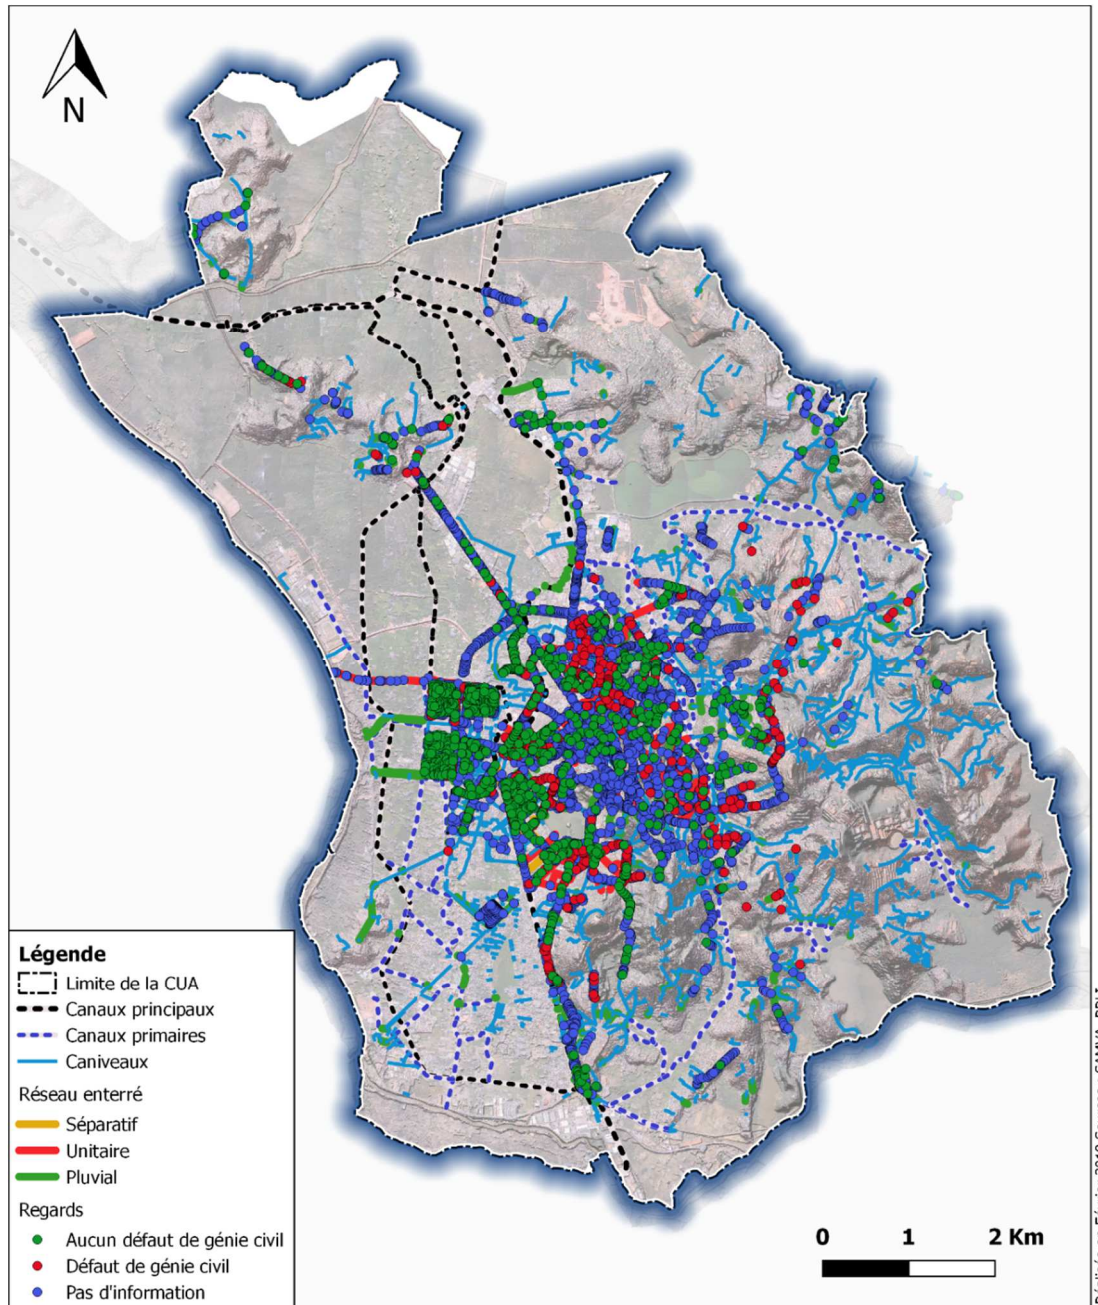 N
Légende
Limite de la CUA
Canaux principaux
Canaux primaires
Caniveaux
Réseau enterré
Séparatif
Unitaire
Pluvial
Regards
Aucun défaut de génie civil
Défaut de génie civil
Pas d'information
0 1 2 Km